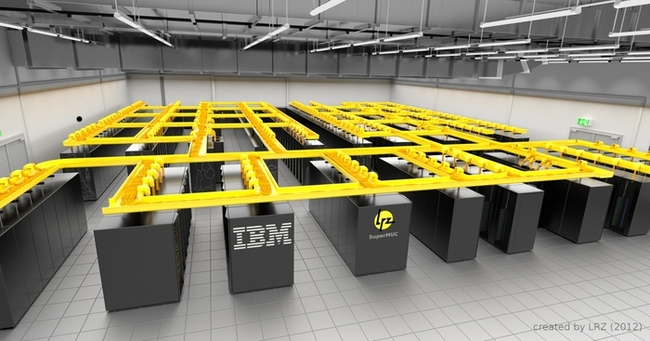 IBM
LRZ
SuperMUC
created by LRZ (2012)